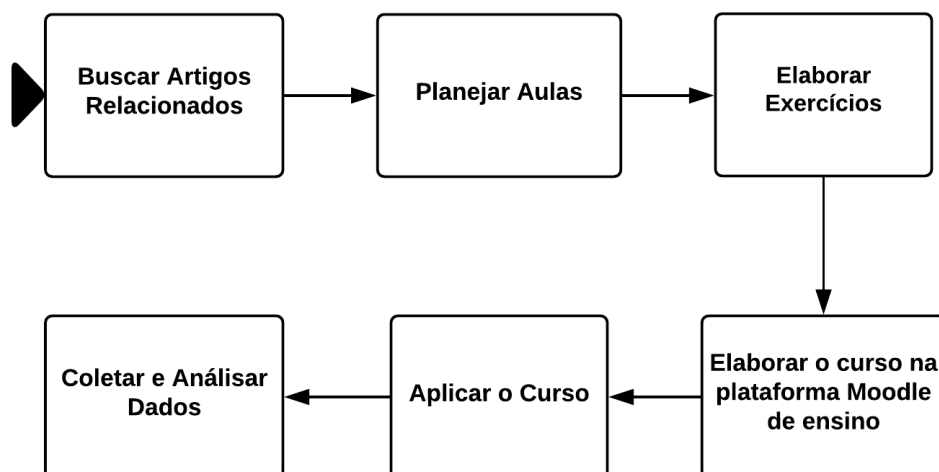 Buscar Artigos
Relacionados
Planejar Aulas
Elaborar
Exercícios
Elaborar o curso na
plataforma Moodle
de ensino
Aplicar o Curso
Coletar e Análisar
Dados